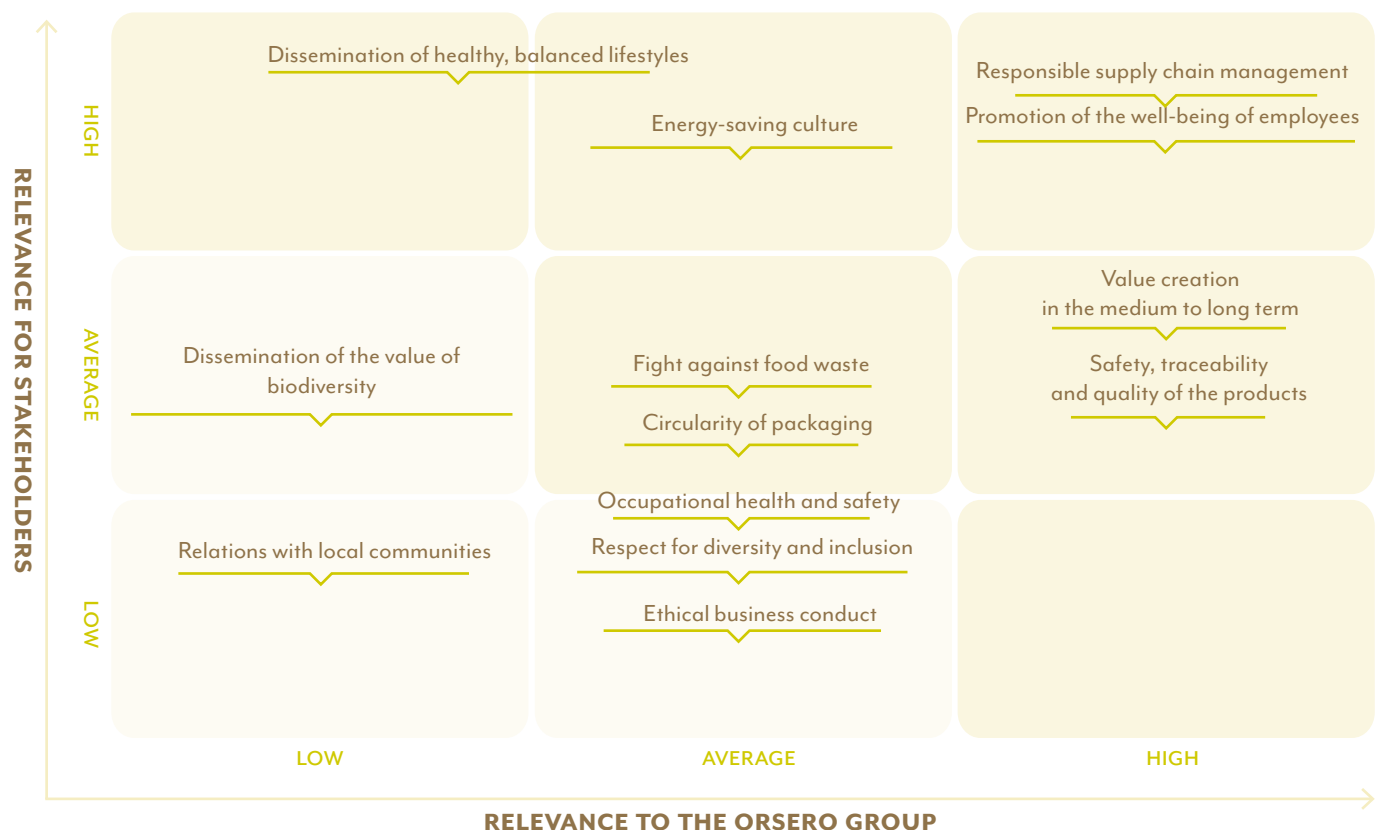 Dissemination of healthy, balanced lifestyles
Responsible supply chain management
Promotion of the well-being of employees
Energy-saving culture
HIGH
RELEVANCE FOR STAKEHOLDERS
Value creation
in the medium to long term
Dissemination of the value of
biodiversity
Fight against food waste
Safety, traceability
and quality of the products
AVERAGE
Circularity of packaging
Occupational health and safety
Relations with local communities
Respect for diversity and inclusion
LOW
Ethical business conduct
LOW
AVERAGE
HIGH
RELEVANCE TO THE ORSERO GROUP